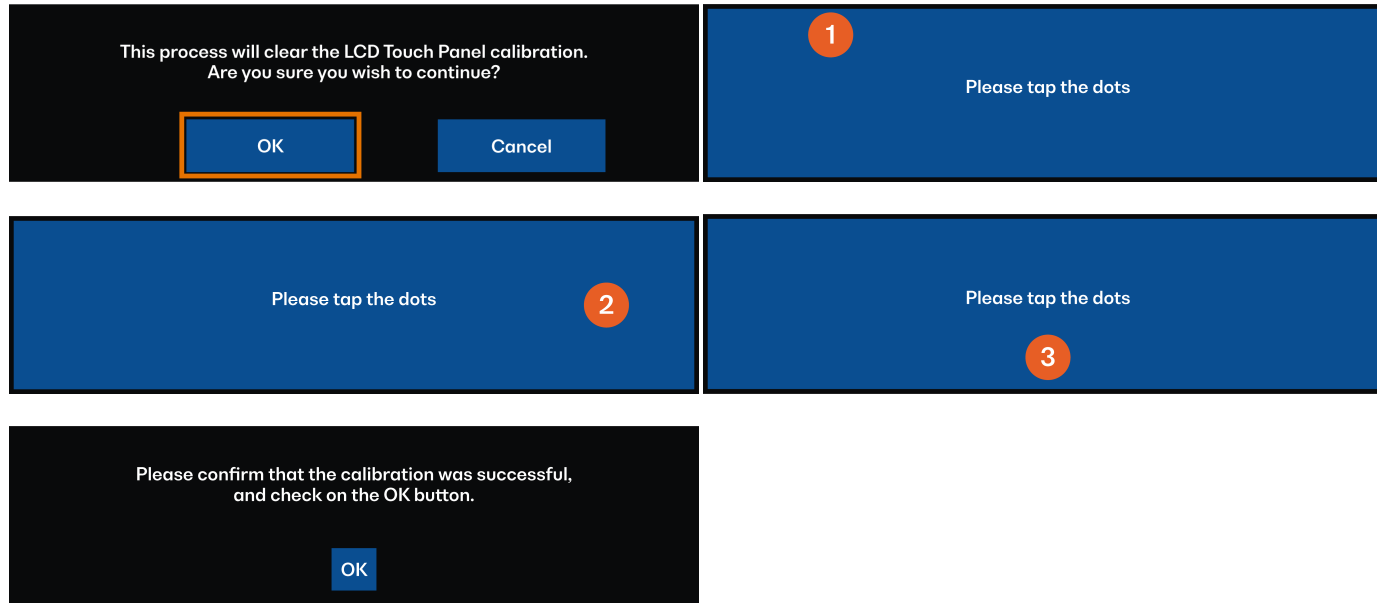 This process will clear the LCD Touch Panel calibration.
Are you sure you wish to continue?
OK
Cancel
1
Please tap the dots
Please tap the dots
2
Please tap the dots
3
Please confirm that the calibration was successful,
and check on the OK button.
OK